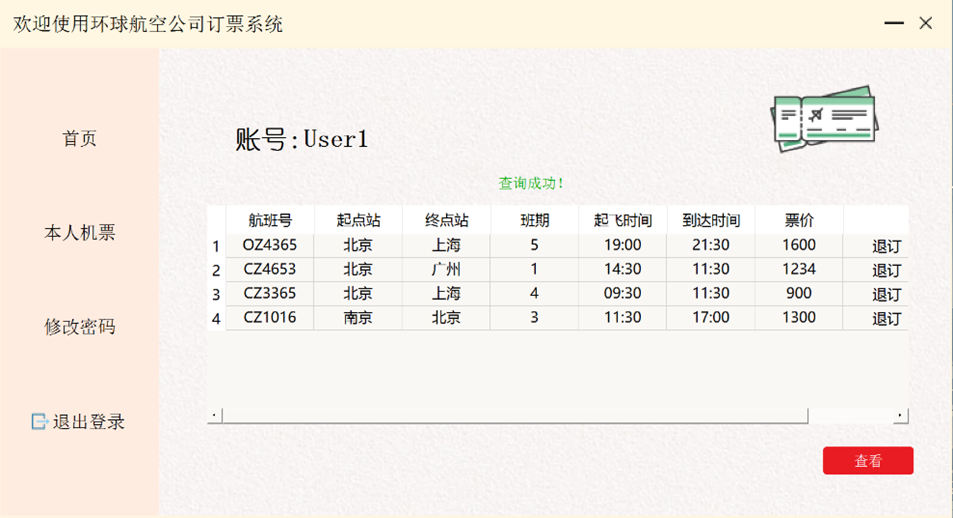 欢迎使用环球航空公司订票系统
首页
本人机票
修改密码
退出登录
账号:User1
查询成功!
航班号 起点站 终点站 班期 起飞时间 到达时间 票价
1 OZ4365 北京 上海 5 19:00 21:30 1600 退订
2 CZ4653 北京 广州 1 14:30 11:30 1234 退订
3 CZ3365 北京 上海 4 09:30 11:30 900 退订
4 CZ1016 南京 北京 3 11:30 17:00 1300 退订
查看